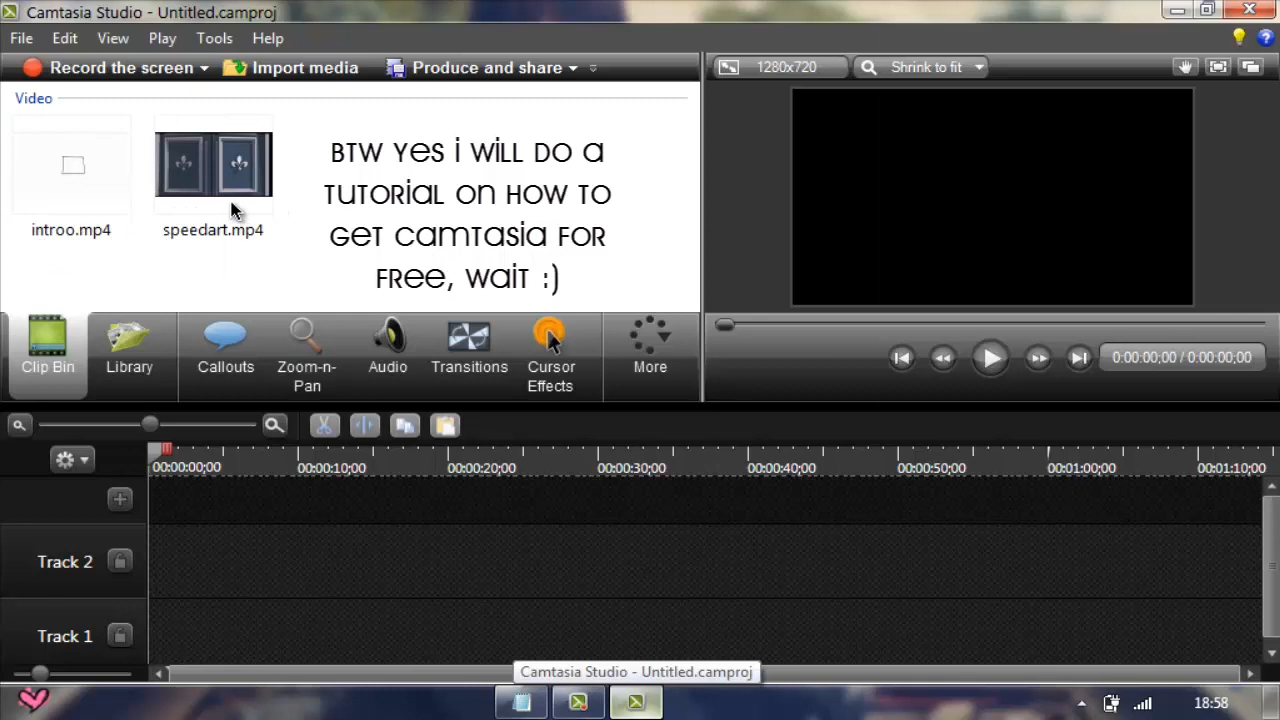 Camtasia Studio - Untitled.camproj
File Edit View Play Tools Help
Record the screen Import media Produce and share
1280x720 Shrink to fit
Video
introo.mp4 speedart.mp4
BTW Yes i will do a
tutorial on how to
get camtasia for
free, wait :)
0:00:00;00 / 0:00:00;00
Clip Bin Library Callouts Zoom-n-Pan Audio Transitions Cursor Effects More
00:00:00;00 00:00:10;00 00:00:20;00 00:00:30;00 00:00:40;00 00:00:50;00 00:01:00;00 00:01:10;00
Track 2
Track 1
Camtasia Studio - Untitled.camproj
18:58